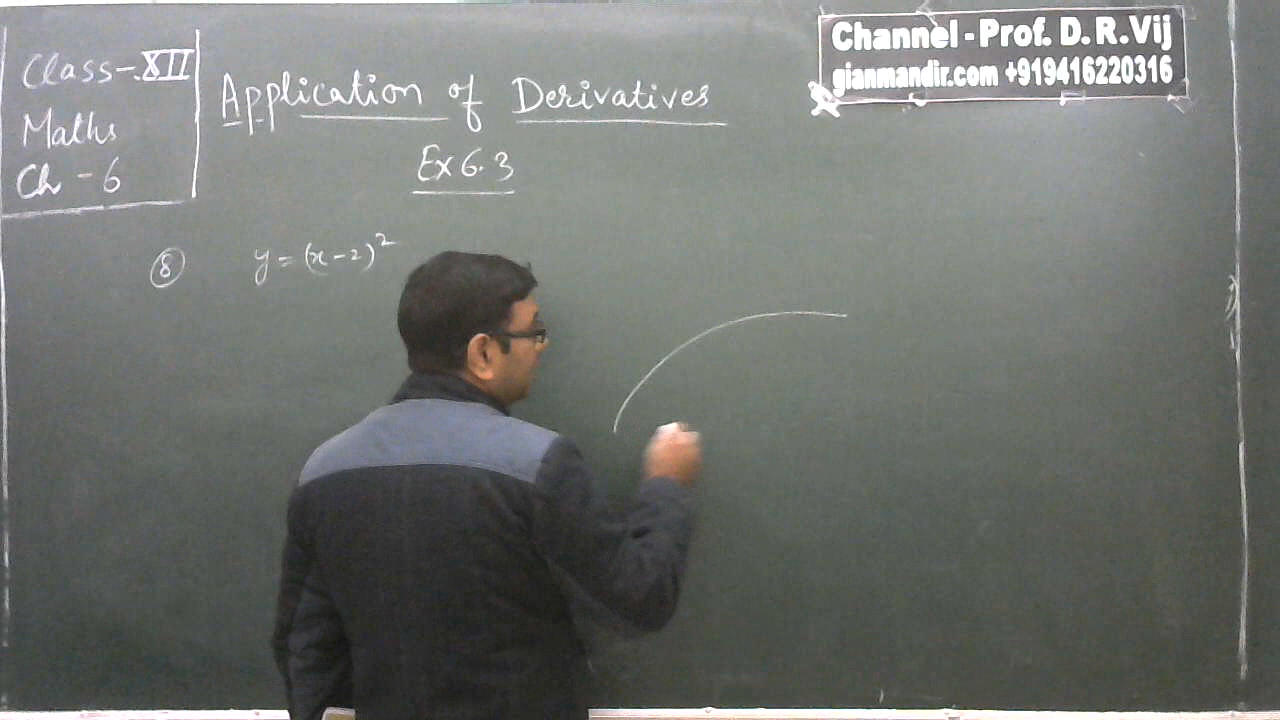 Class-XII
Maths
Ch - 6
Application of Derivatives
Ex 6.3
Channel - Prof. D. R. Vij
gianmandir.com +919416220316
⑧ y = (x-2)²